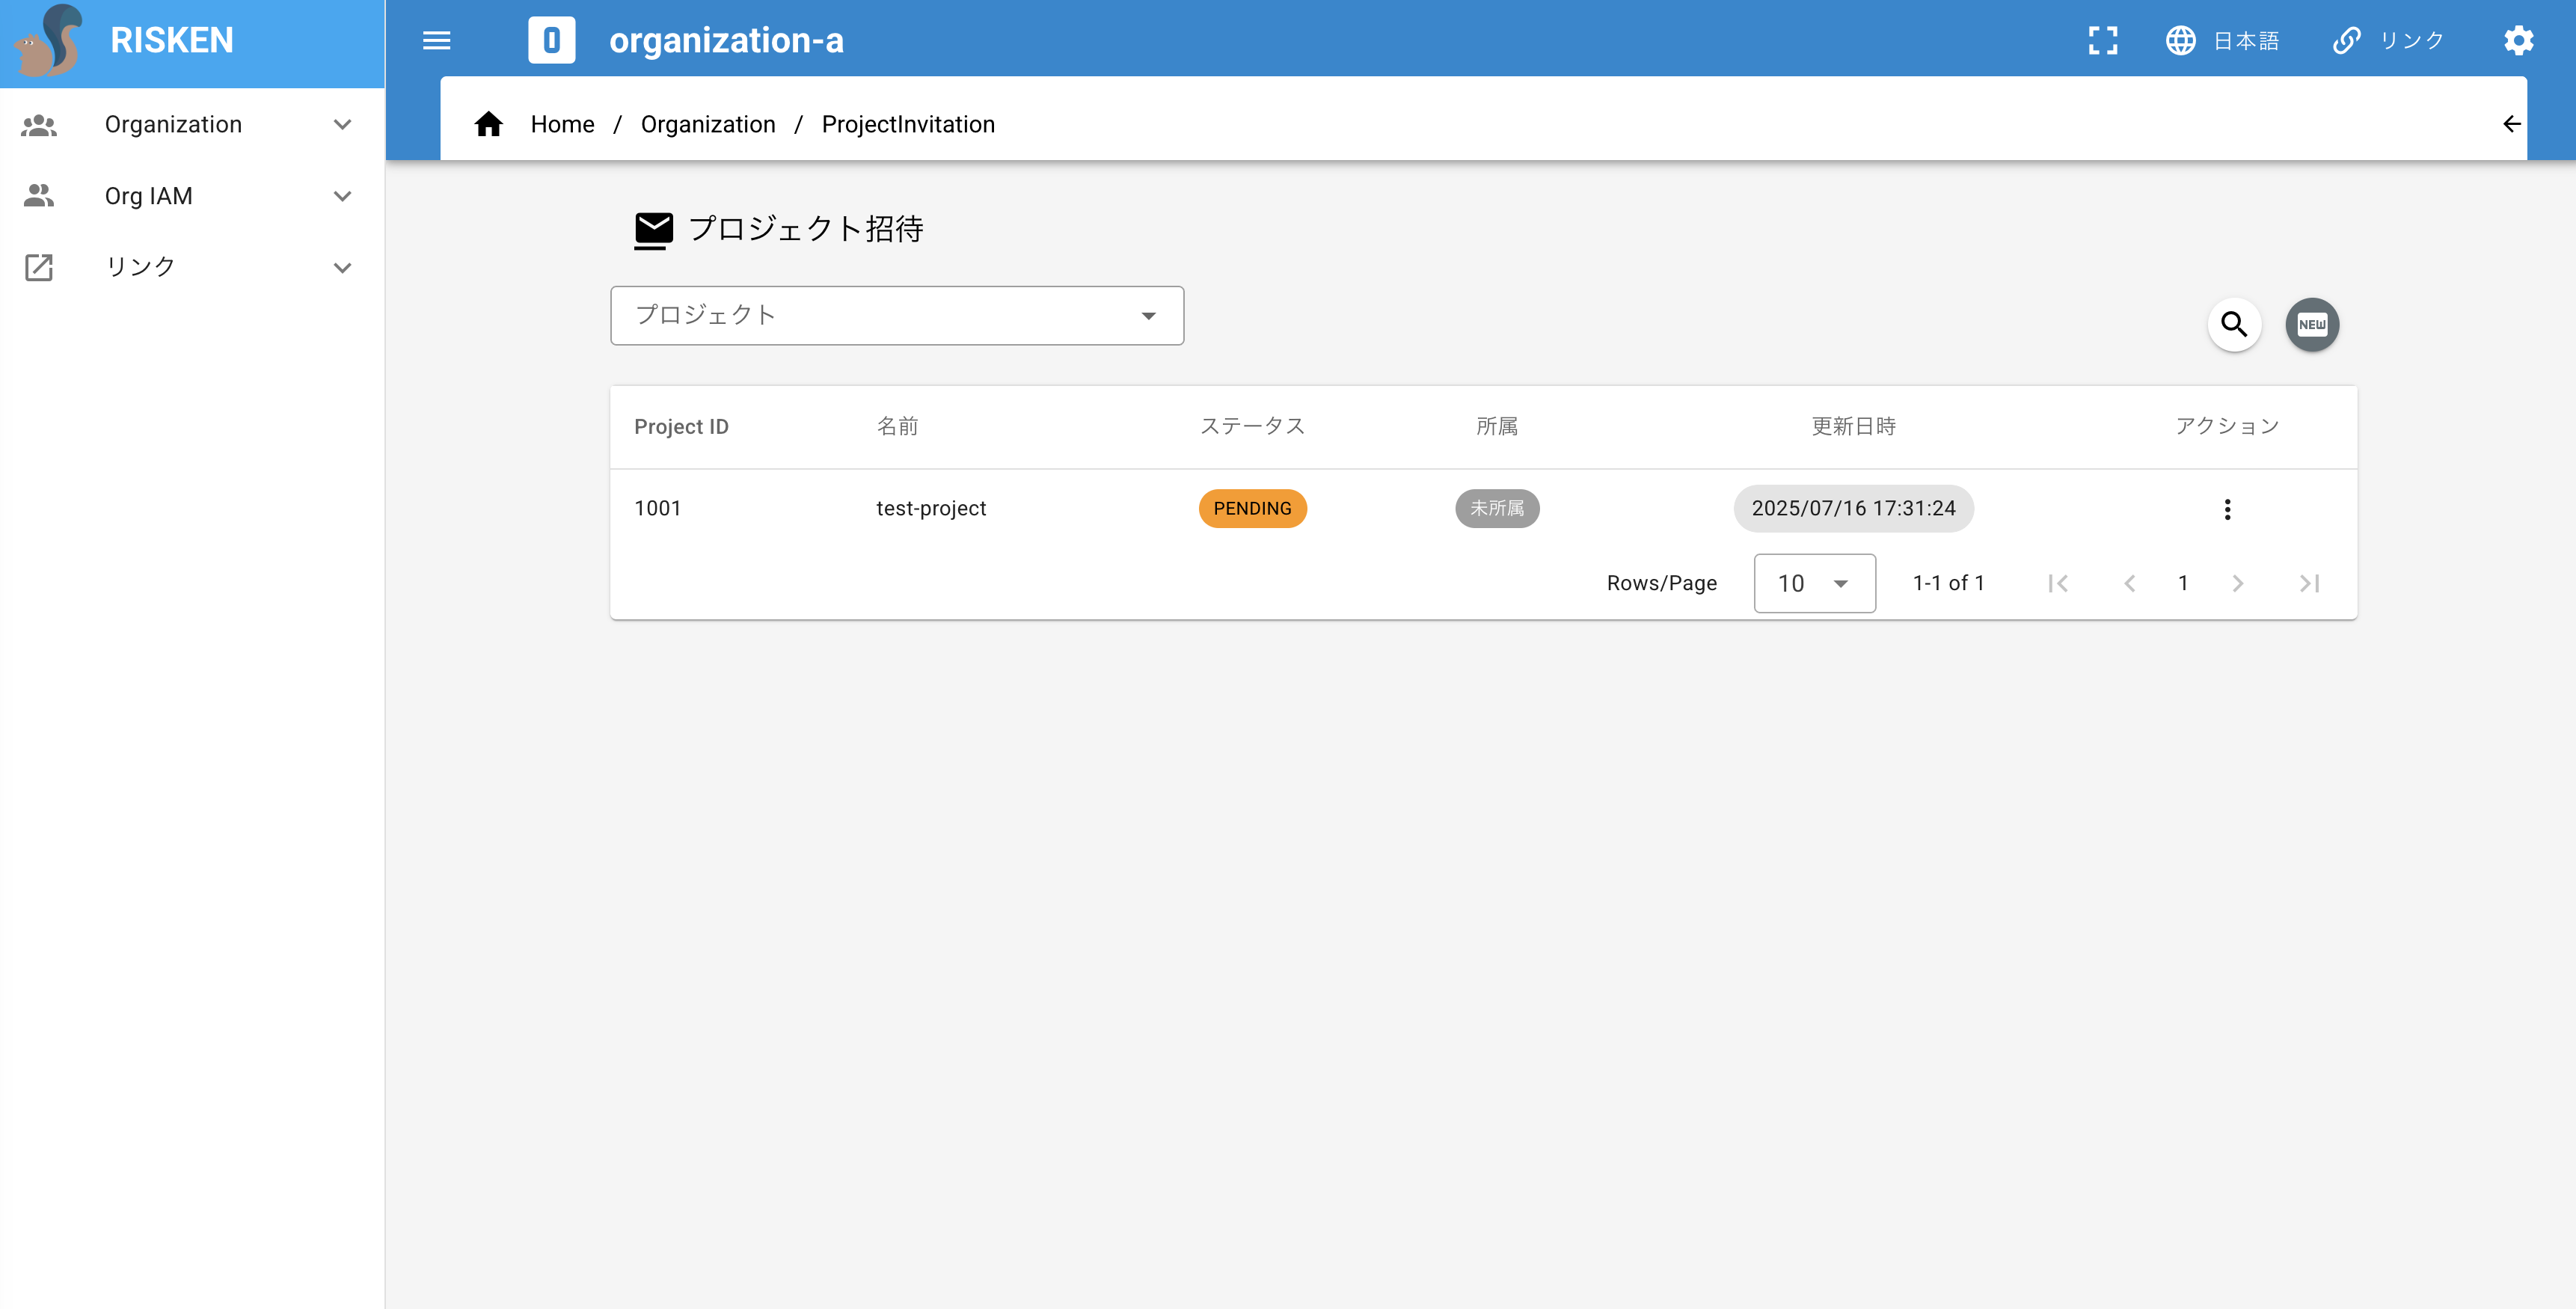 RISKEN
Organization
Org IAM
リンク
O organization-a
日本語 リンク
Home / Organization / ProjectInvitation
プロジェクト招待
プロジェクト
NEW
Project ID 名前 ステータス 所属 更新日時 アクション
1001 test-project PENDING 未所属 2025/07/16 17:31:24
Rows/Page 10 1-1 of 1 1